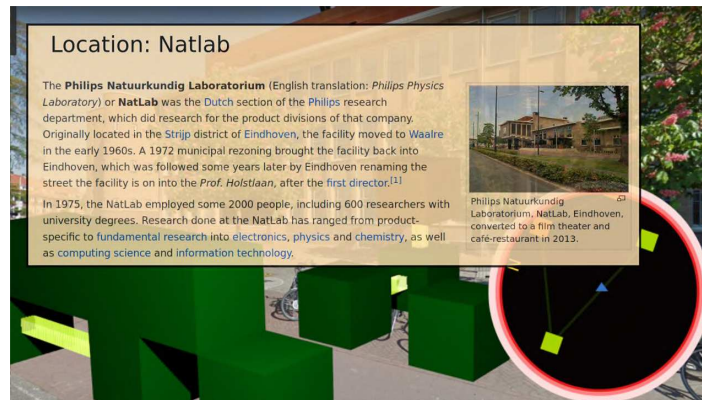 Location: Natlab
The Philips Natuurkundig Laboratorium (English translation: Philips Physics
Laboratory) or NatLab was the Dutch section of the Philips research
department, which did research for the product divisions of that company.
Originally located in the Strijp district of Eindhoven, the facility moved to Waalre
in the early 1960s. A 1972 municipal rezoning brought the facility back into
Eindhoven, which was followed some years later by Eindhoven renaming the
street the facility is on into the Prof. Holstlaan, after the first director.[1]
In 1975, the NatLab employed some 2000 people, including 600 researchers with
university degrees. Research done at the NatLab has ranged from product-
specific to fundamental research into electronics, physics and chemistry, as well
as computing science and information technology.
Philips Natuurkundig
Laboratorium, NatLab, Eindhoven,
converted to a film theater and
café-restaurant in 2013.